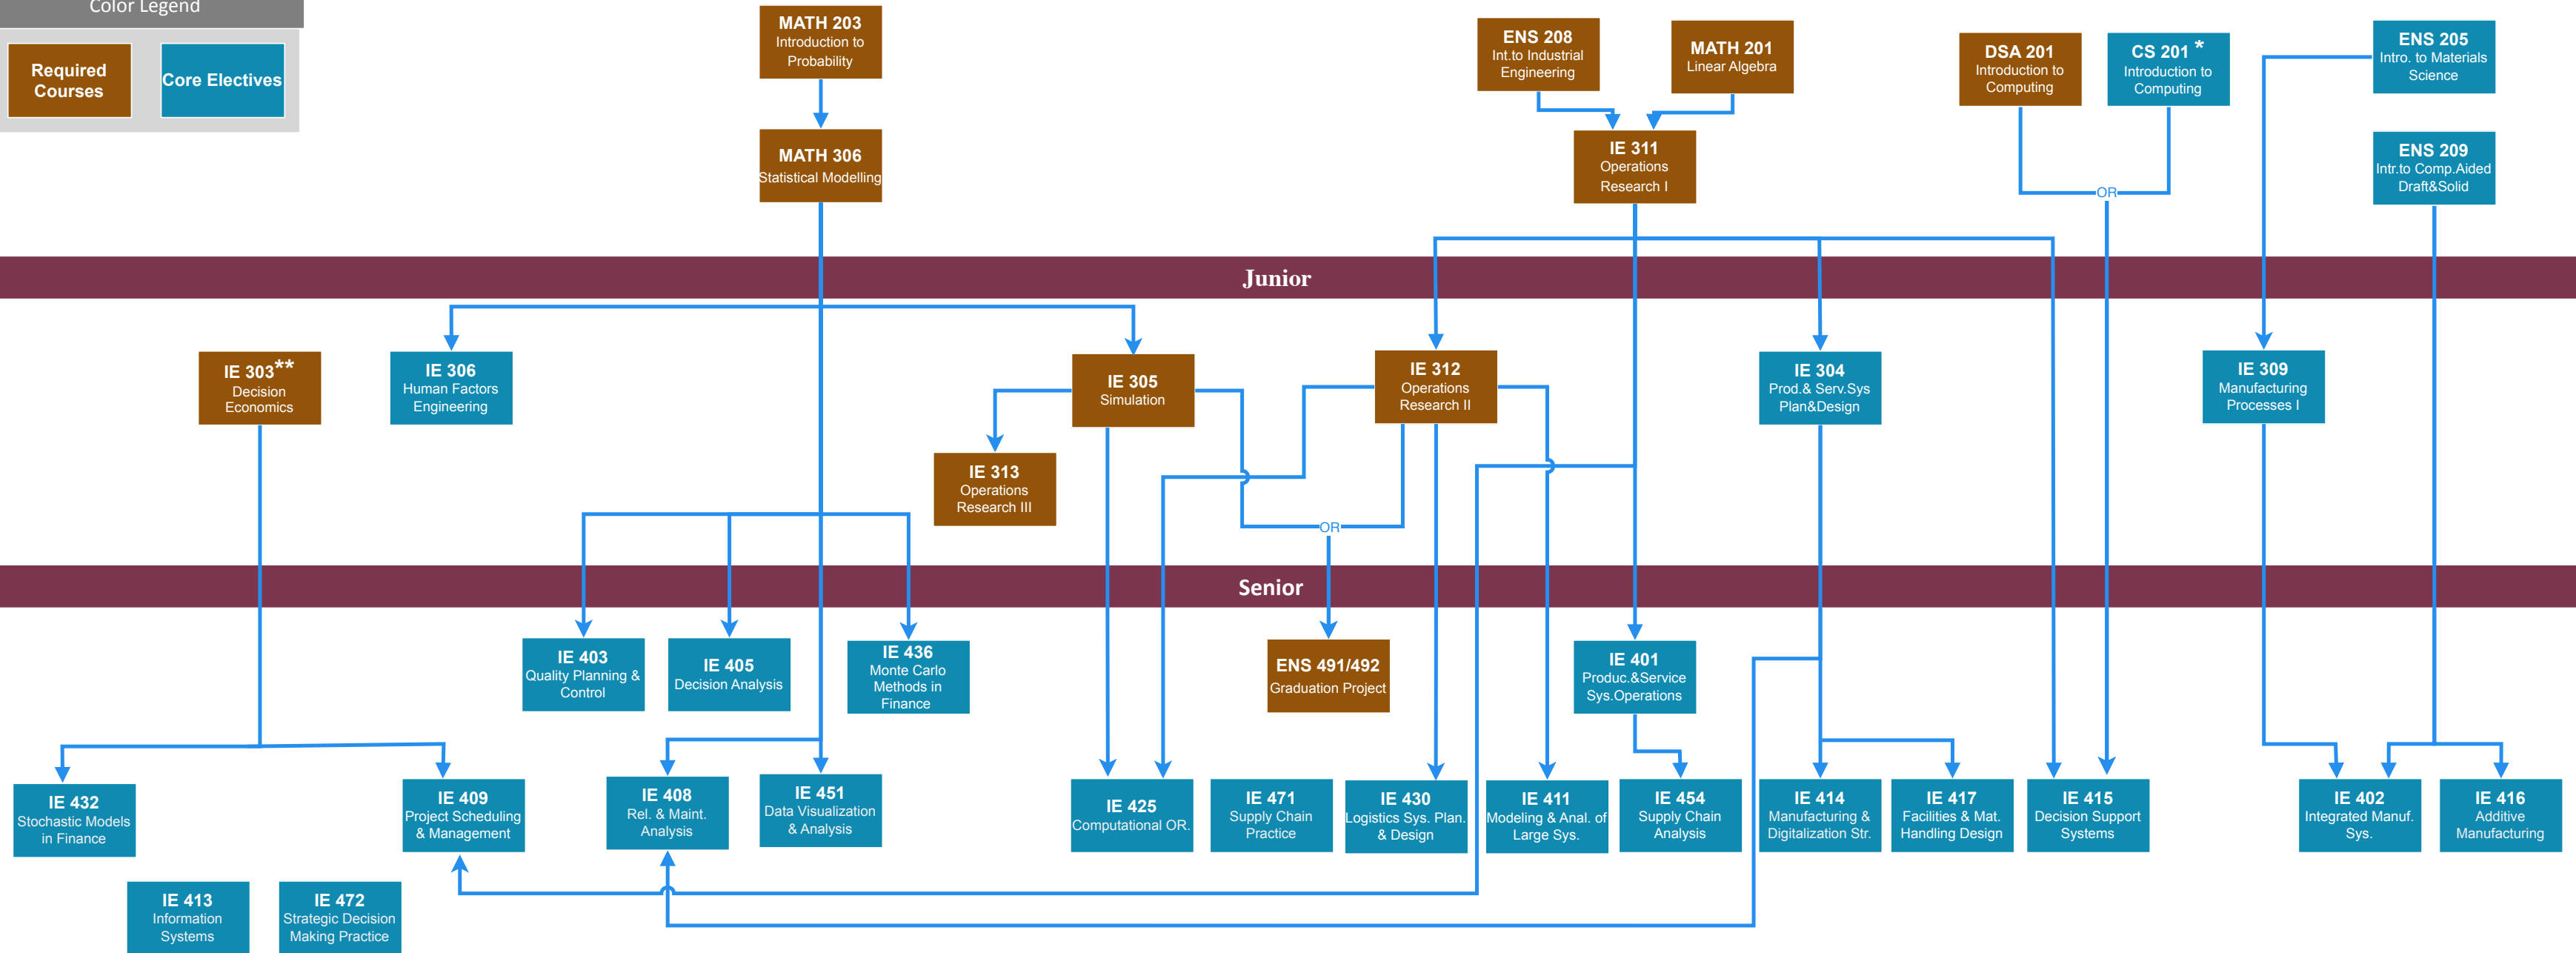 Color Legend
Required
Courses
Core Electives
MATH 203
Introduction to
Probability
ENS 208
Int.to Industrial
Engineering
MATH 201
Linear Algebra
DSA 201
Introduction to
Computing
CS 201 *
Introduction to
Computing
ENS 205
Intro. to Materials
Science
MATH 306
Statistical Modelling
IE 311
Operations
Research I
OR
ENS 209
Intr.to Comp.Aided
Draft&Solid
Junior
IE 303**
Decision
Economics
IE 306
Human Factors
Engineering
IE 305
Simulation
IE 312
Operations
Research II
IE 304
Prod.& Serv.Sys
Plan&Design
IE 309
Manufacturing
Processes I
IE 313
Operations
Research III
OR
Senior
IE 403
Quality Planning &
Control
IE 405
Decision Analysis
IE 436
Monte Carlo
Methods in
Finance
ENS 491/492
Graduation Project
IE 401
Produc.&Service
Sys.Operations
IE 432
Stochastic Models
in Finance
IE 409
Project Scheduling
& Management
IE 408
Rel. & Maint.
Analysis
IE 451
Data Visualization
& Analysis
IE 425
Computational OR.
IE 471
Supply Chain
Practice
IE 430
Logistics Sys. Plan.
& Design
IE 411
Modeling & Anal. of
Large Sys.
IE 454
Supply Chain
Analysis
IE 414
Manufacturing &
Digitalization Str.
IE 417
Facilities & Mat.
Handling Design
IE 415
Decision Support
Systems
IE 402
Integrated Manuf.
Sys.
IE 416
Additive
Manufacturing
IE 413
Information
Systems
IE 472
Strategic Decision
Making Practice